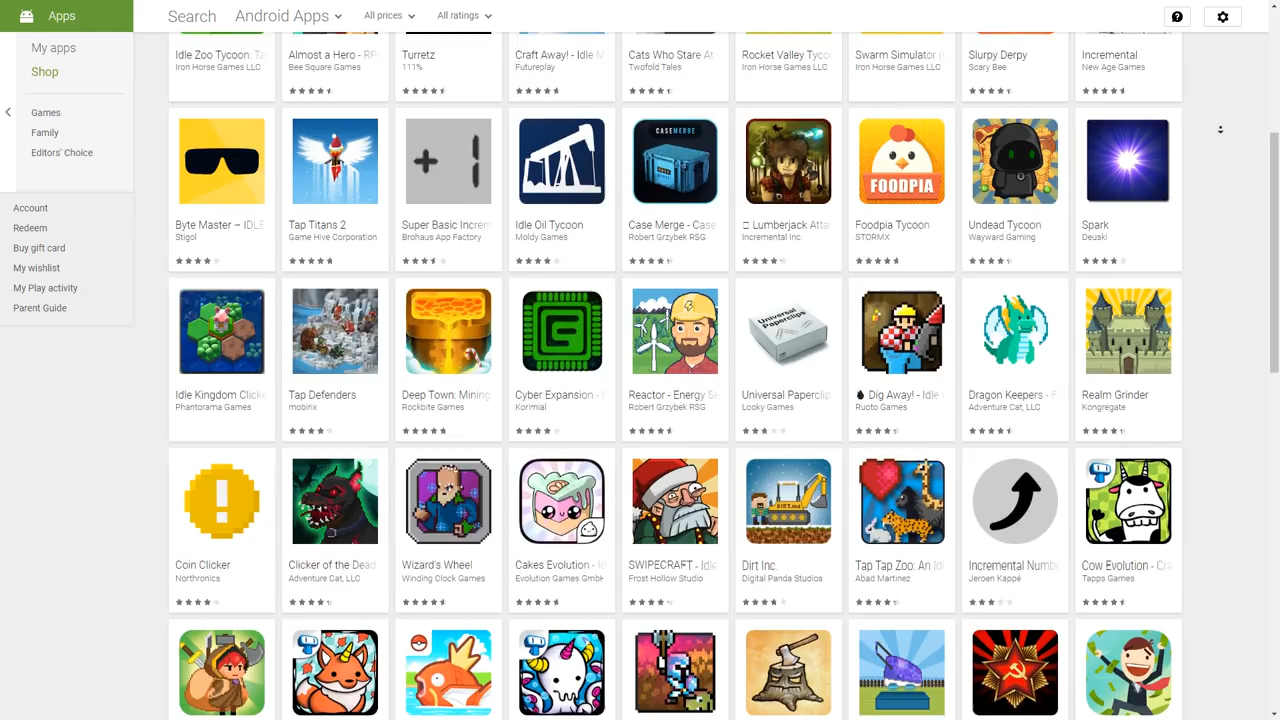 Apps
Search
Android Apps
All prices
All ratings
My apps
Shop
Games
Family
Editors' Choice
Account
Redeem
Buy gift card
My wishlist
My Play activity
Parent Guide
Idle Zoo Tycoon: Ta
Iron Horse Games LLC
Almost a Hero - RP
Bee Square Games
Turretz
111%
Craft Away! - Idle M
Futureplay
Cats Who Stare At
Twofold Tales
Rocket Valley Tyco
Iron Horse Games LLC
Swarm Simulator (
Iron Horse Games LLC
Slurpy Derpy
Scary Bee
Incremental
New Age Games
+1
CASEMERGE
FOODPIA
Byte Master – IDLE
Stigol
Tap Titans 2
Game Hive Corporation
Super Basic Increm
Brohaus App Factory
Idle Oil Tycoon
Moldy Games
Case Merge - Case
Robert Grzybek RSG
Lumberjack Atta
Incremental Inc.
Foodpia Tycoon
STORMX
Undead Tycoon
Wayward Gaming
Spark
Deuski
Universal
Paperclips
Idle Kingdom Clicke
Phantorama Games
Tap Defenders
mobirix
Deep Town: Mining
Rockbite Games
Cyber Expansion -
Korimial
Reactor - Energy Se
Robert Grzybek RSG
Universal Paperclip
Looky Games
Dig Away! - Idle
Ruoto Games
Dragon Keepers - F
Adventure Cat, LLC
Realm Grinder
Kongregate
!
DIRT INC
Coin Clicker
Northronics
Clicker of the Dead
Adventure Cat, LLC
Wizard's Wheel
Winding Clock Games
Cakes Evolution - Id
Evolution Games GmbH
SWIPECRAFT - Idle
Frost Hollow Studio
Dirt Inc.
Digital Panda Studios
Tap Tap Zoo: An Idl
Abad Martinez
Incremental Numbe
Jeroen Kappe
Cow Evolution - Cra
Tapps Games